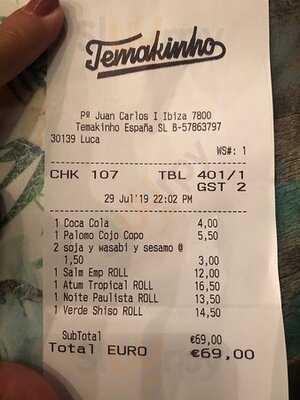 Temakinho
Pº Juan Carlos I Ibiza 7800
Temakinho España SL B-57863797
30139 Luca
WS#: 1
CHK 107 TBL 401/1
GST 2
29 Jul'19 22:02 PM
1 Coca Cola 4,00
1 Palomo Cojo Copo 5,50
2 soja y wasabi y sesamo @
1,50 3,00
1 Salm Emp ROLL 12,00
1 Atum Tropical ROLL 16,50
1 Noite Paulista ROLL 13,50
1 Verde Shiso ROLL 14,50
SubTotal €69,00
Total EURO €69,00